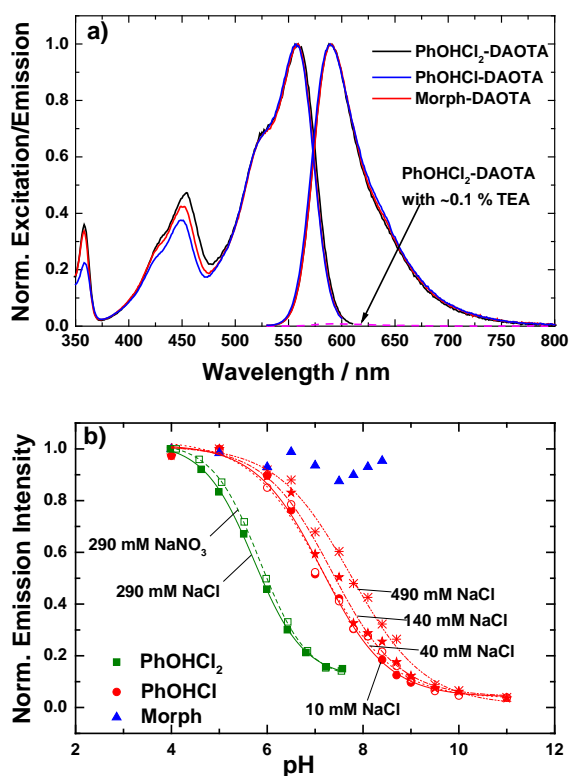 a)
PhOHCl2-DAOTA
PhOHCl-DAOTA
Morph-DAOTA
PhOHCl2-DAOTA
with ~0.1 % TEA
Norm. Excitation/Emission
1.0
0.8
0.6
0.4
0.2
0.0
350 400 450 500 550 600 650 700 750 800
Wavelength / nm
b)
Norm. Emission Intensity
1.0
0.8
0.6
0.4
0.2
0.0
290 mM NaNO3
290 mM NaCl
490 mM NaCl
140 mM NaCl
40 mM NaCl
10 mM NaCl
PhOHCl2
PhOHCl
Morph
2 4 6 8 10 12
pH